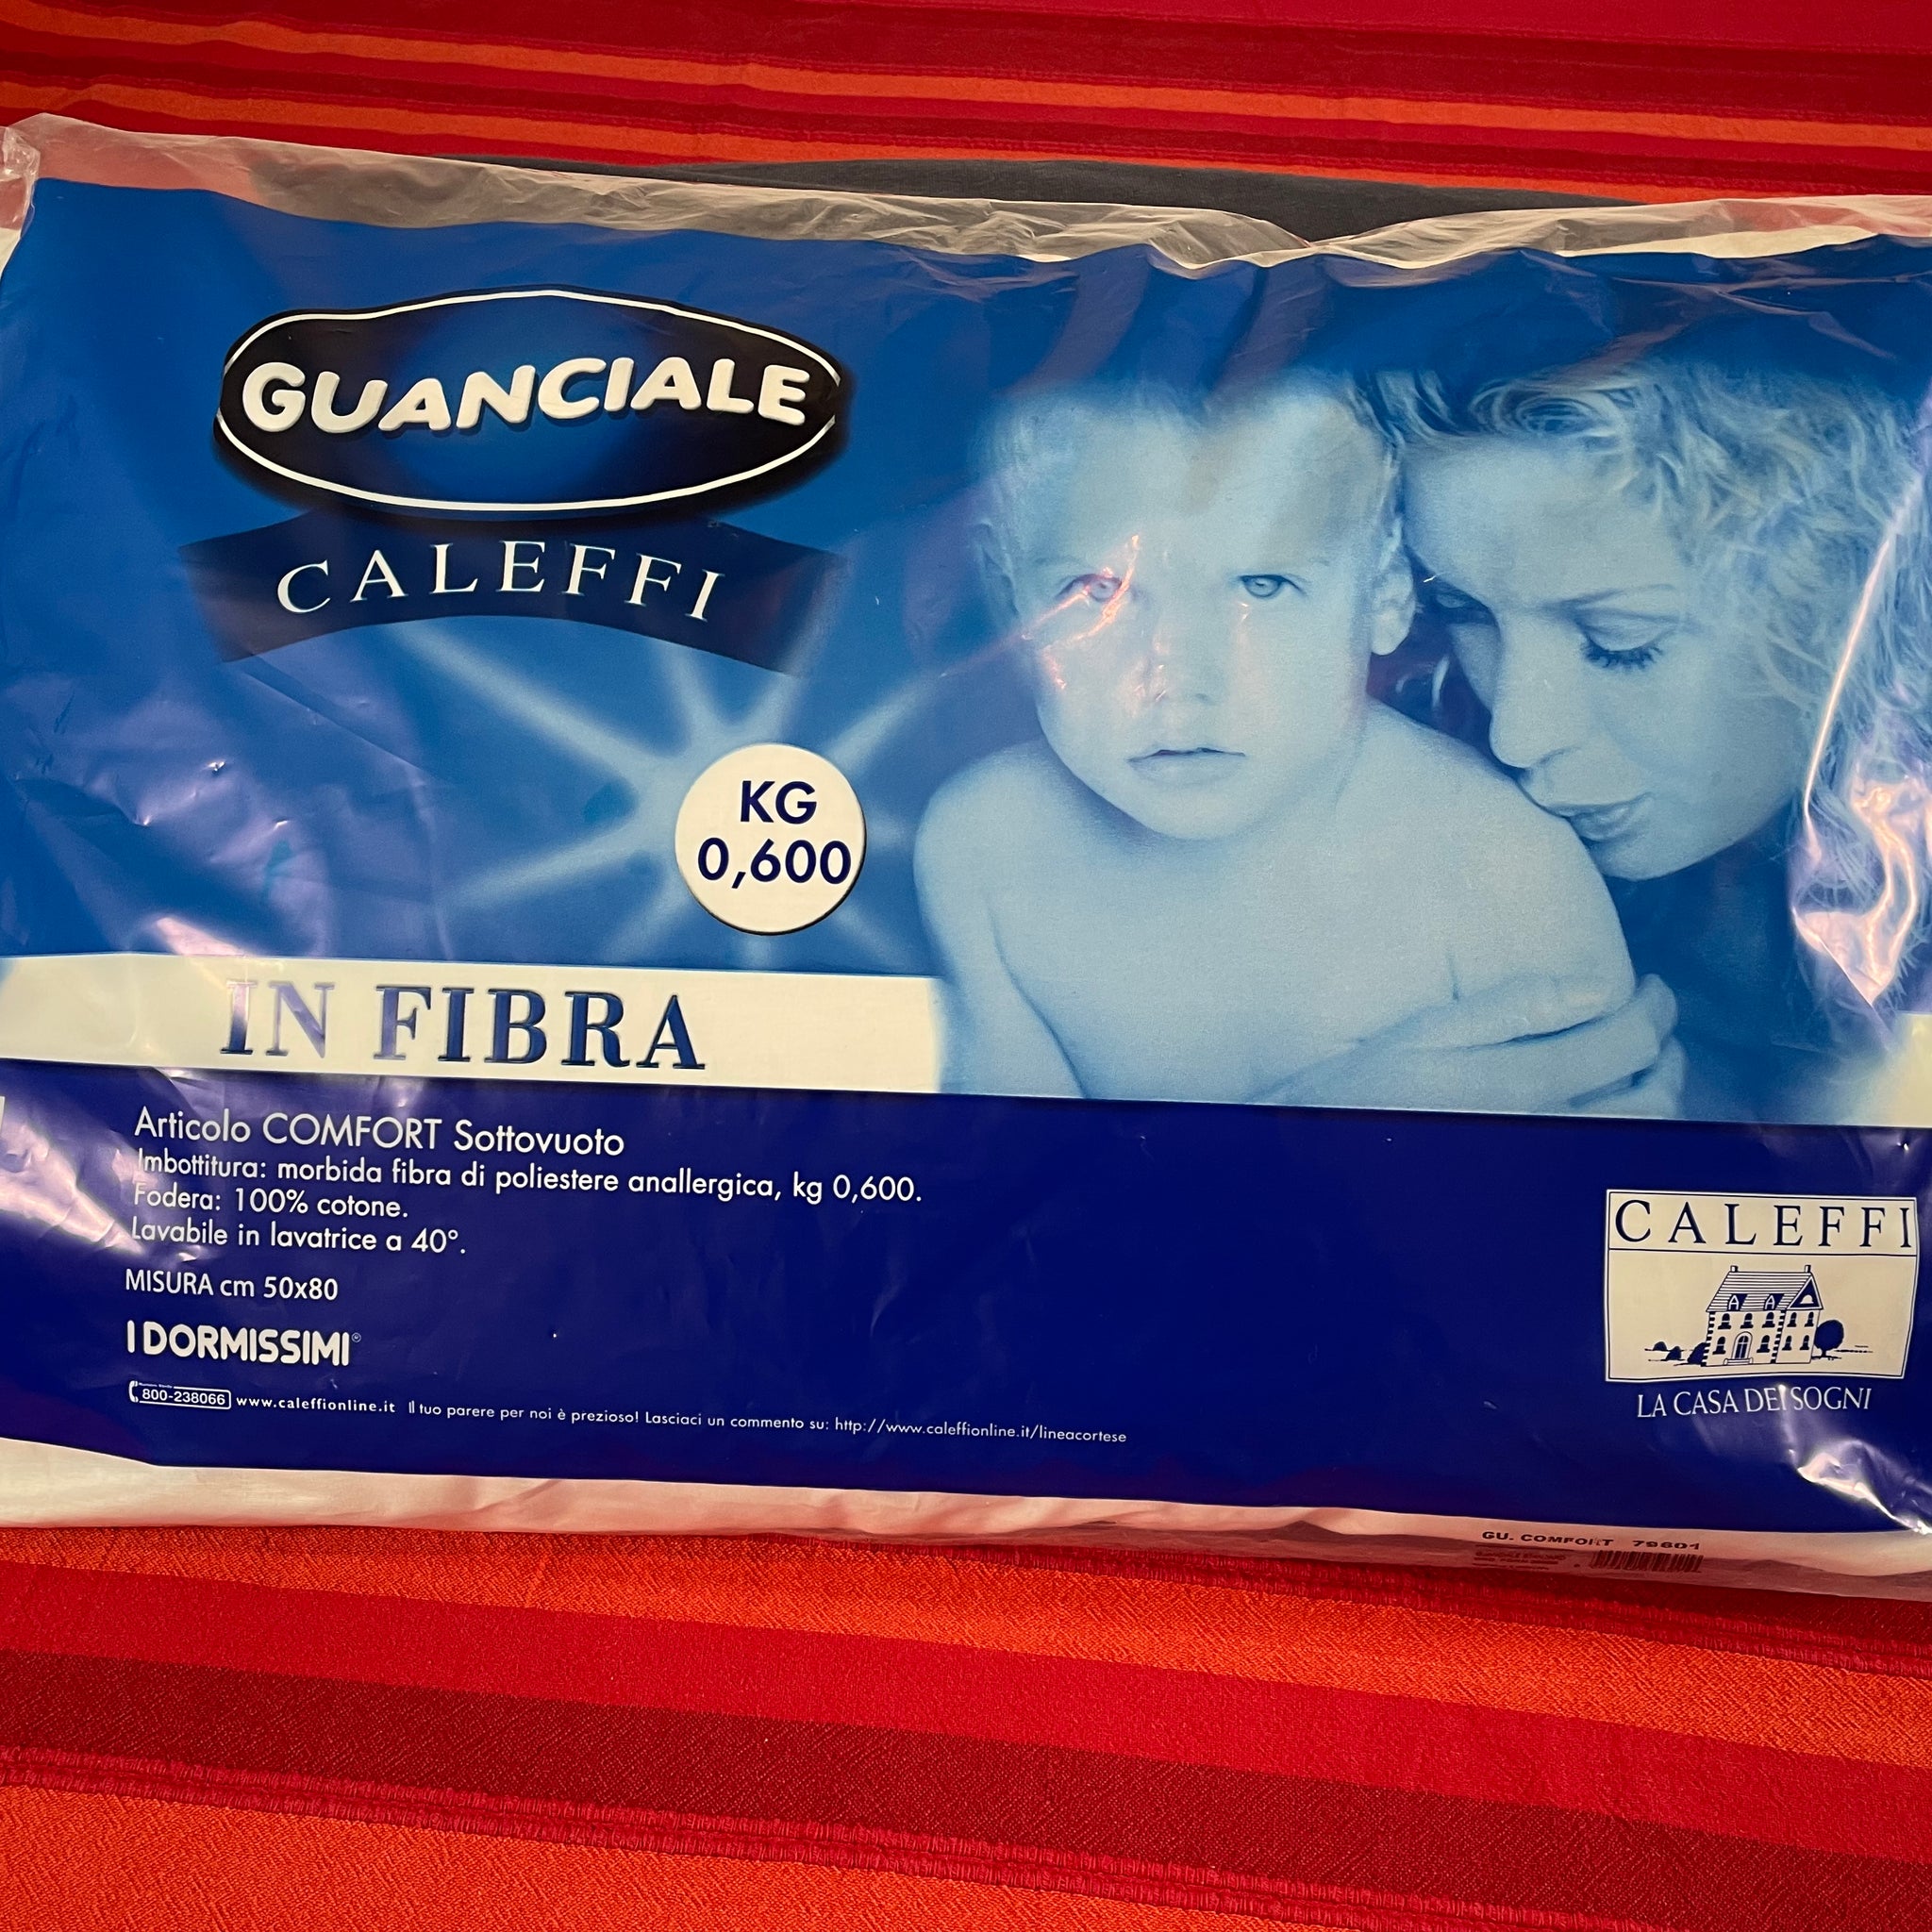 GUANCIALE
CALEFFI
KG
0,600
IN FIBRA
Articolo COMFORT Sottovuoto
Imbottitura: morbida fibra di poliestere anallergica, kg 0,600.
Fodera: 100% cotone.
Lavabile in lavatrice a 40°.
MISURA cm 50x80
I DORMISSIMI®
800-238066 www.caleffionline.it Il tuo parere per noi è prezioso! Lasciaci un commento su: http://www.caleffionline.it/lineacortese
CALEFFI
LA CASA DEI SOGNI
GU. COMFORT 79601